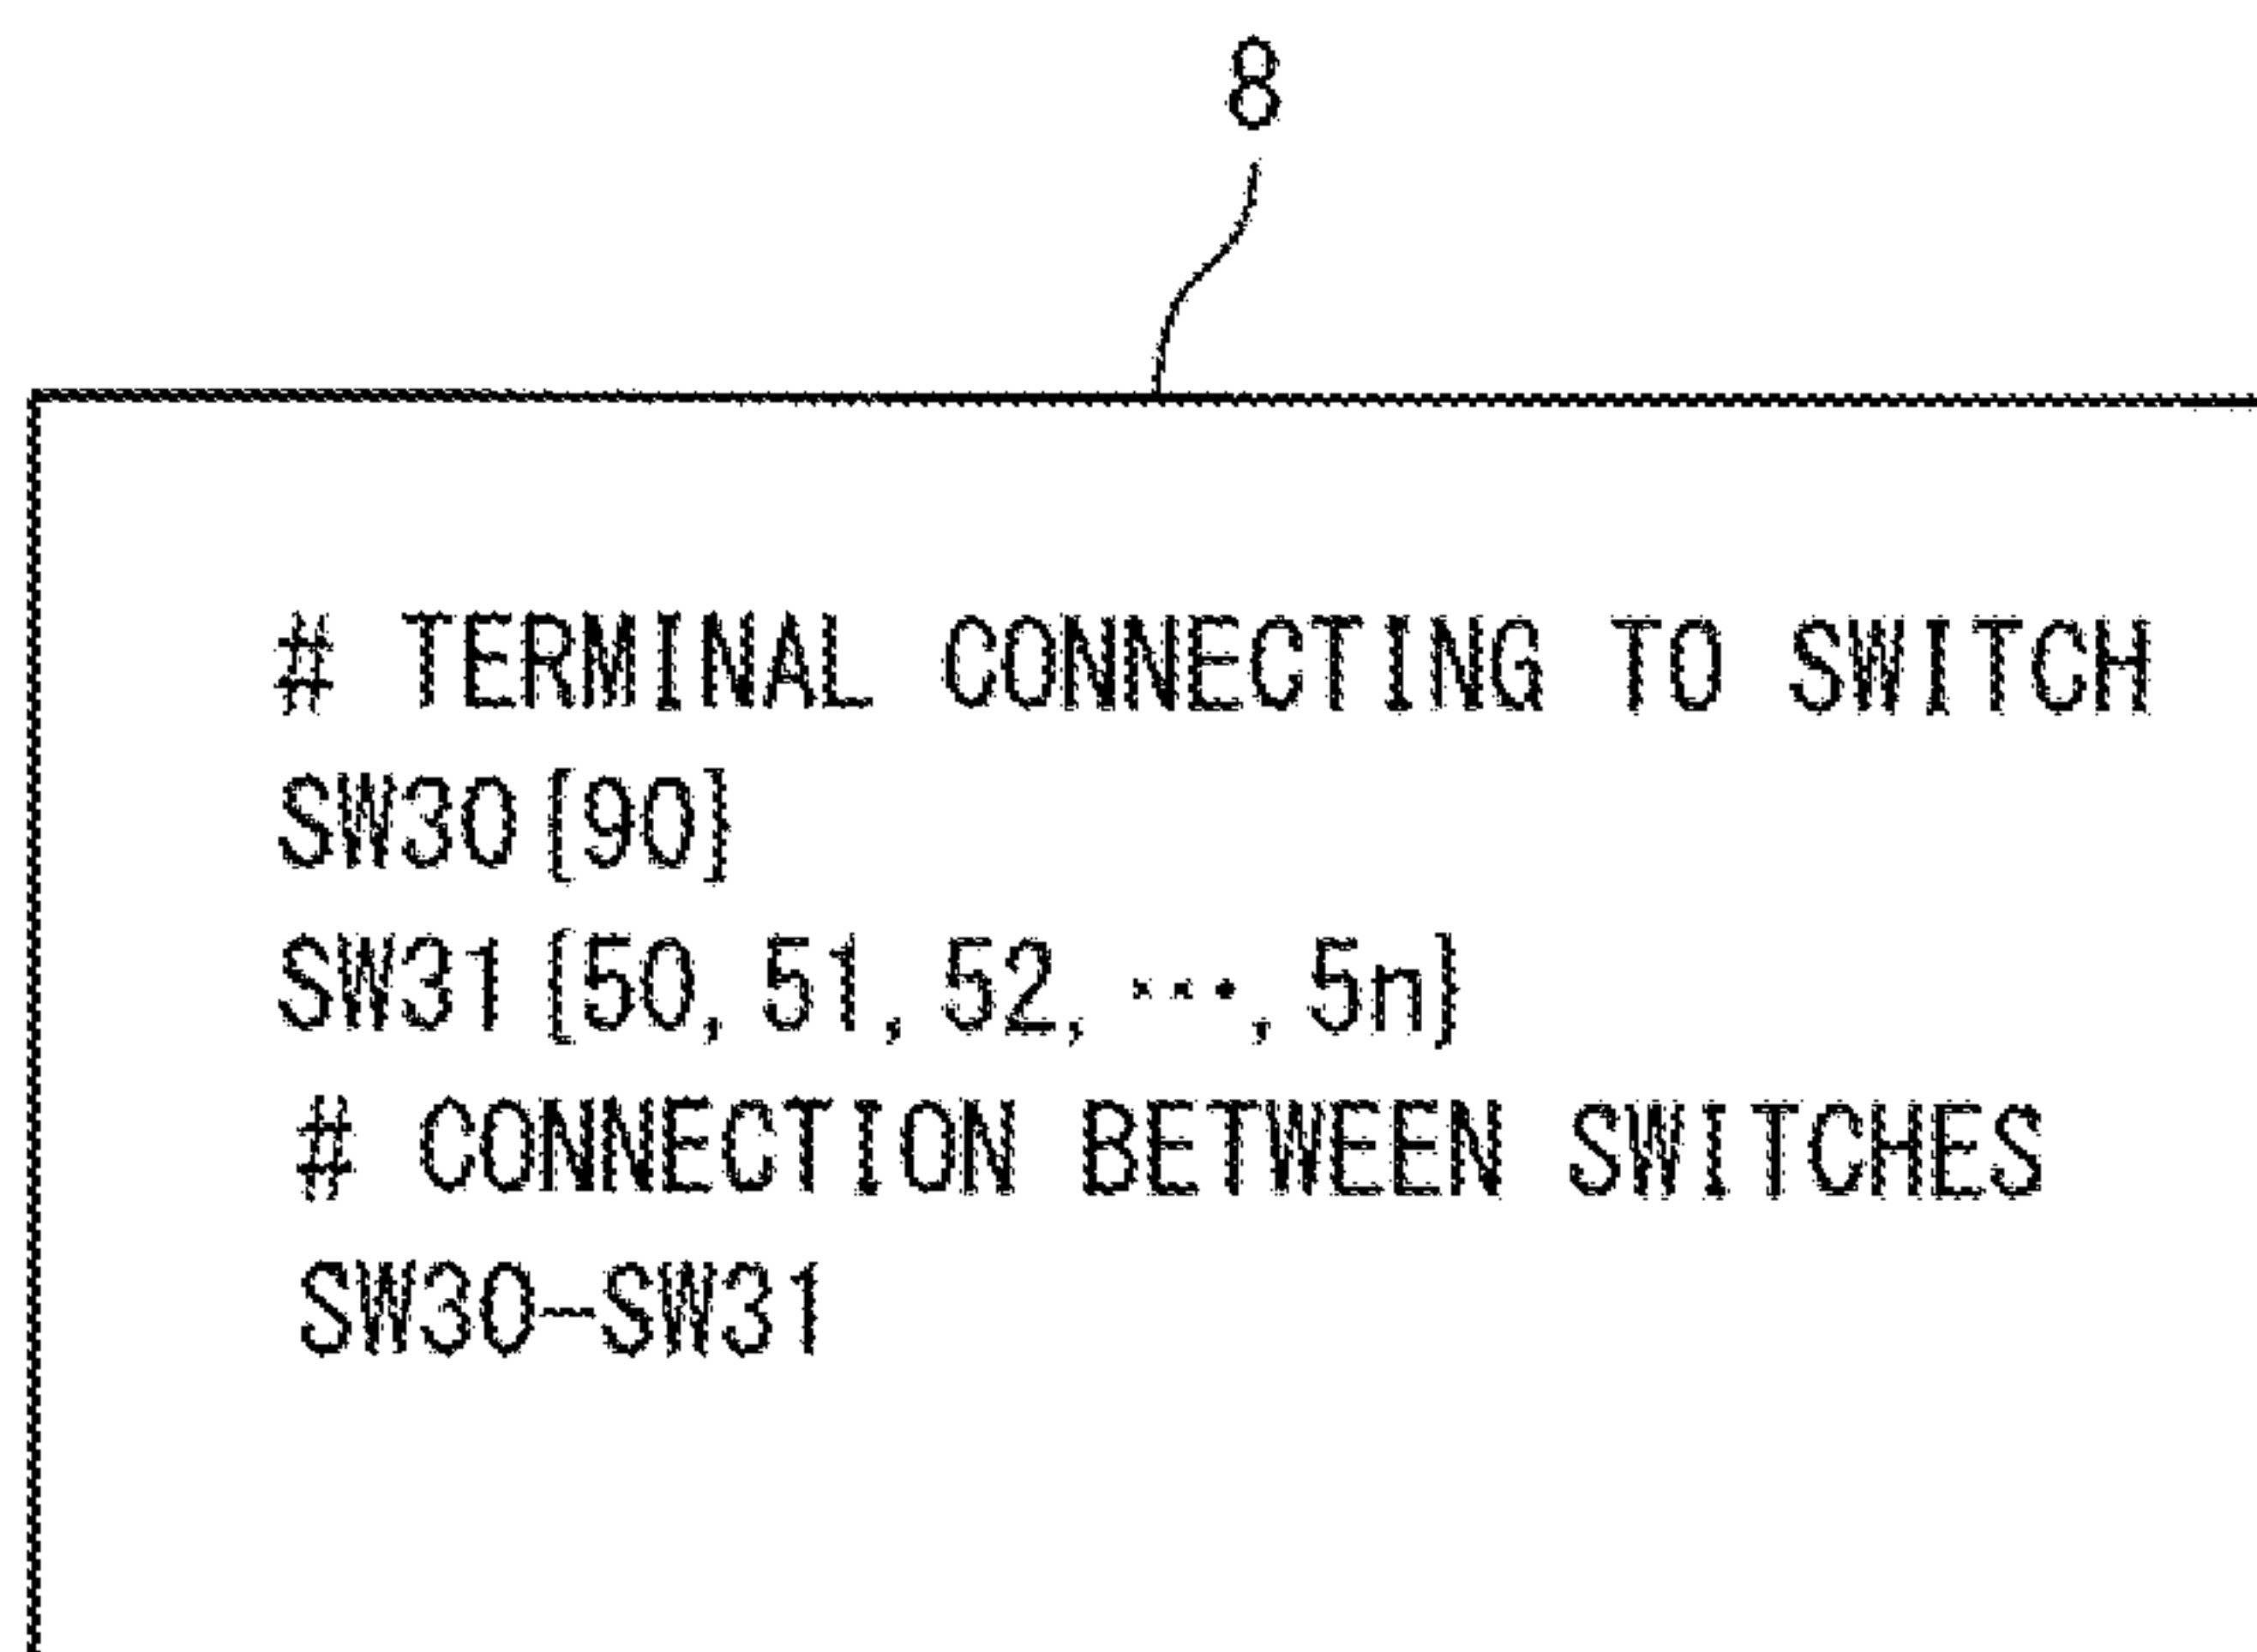 8
# TERMINAL CONNECTING TO SWITCH
SW30{90}
SW31{50, 51, 52, ···, 5n}
# CONNECTION BETWEEN SWITCHES
SW30-SW31